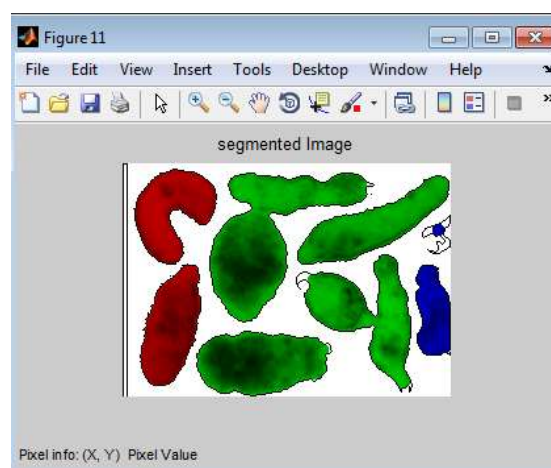 Figure 11
File Edit View Insert Tools Desktop Window Help
segmented Image
Pixel info: (X, Y) Pixel Value